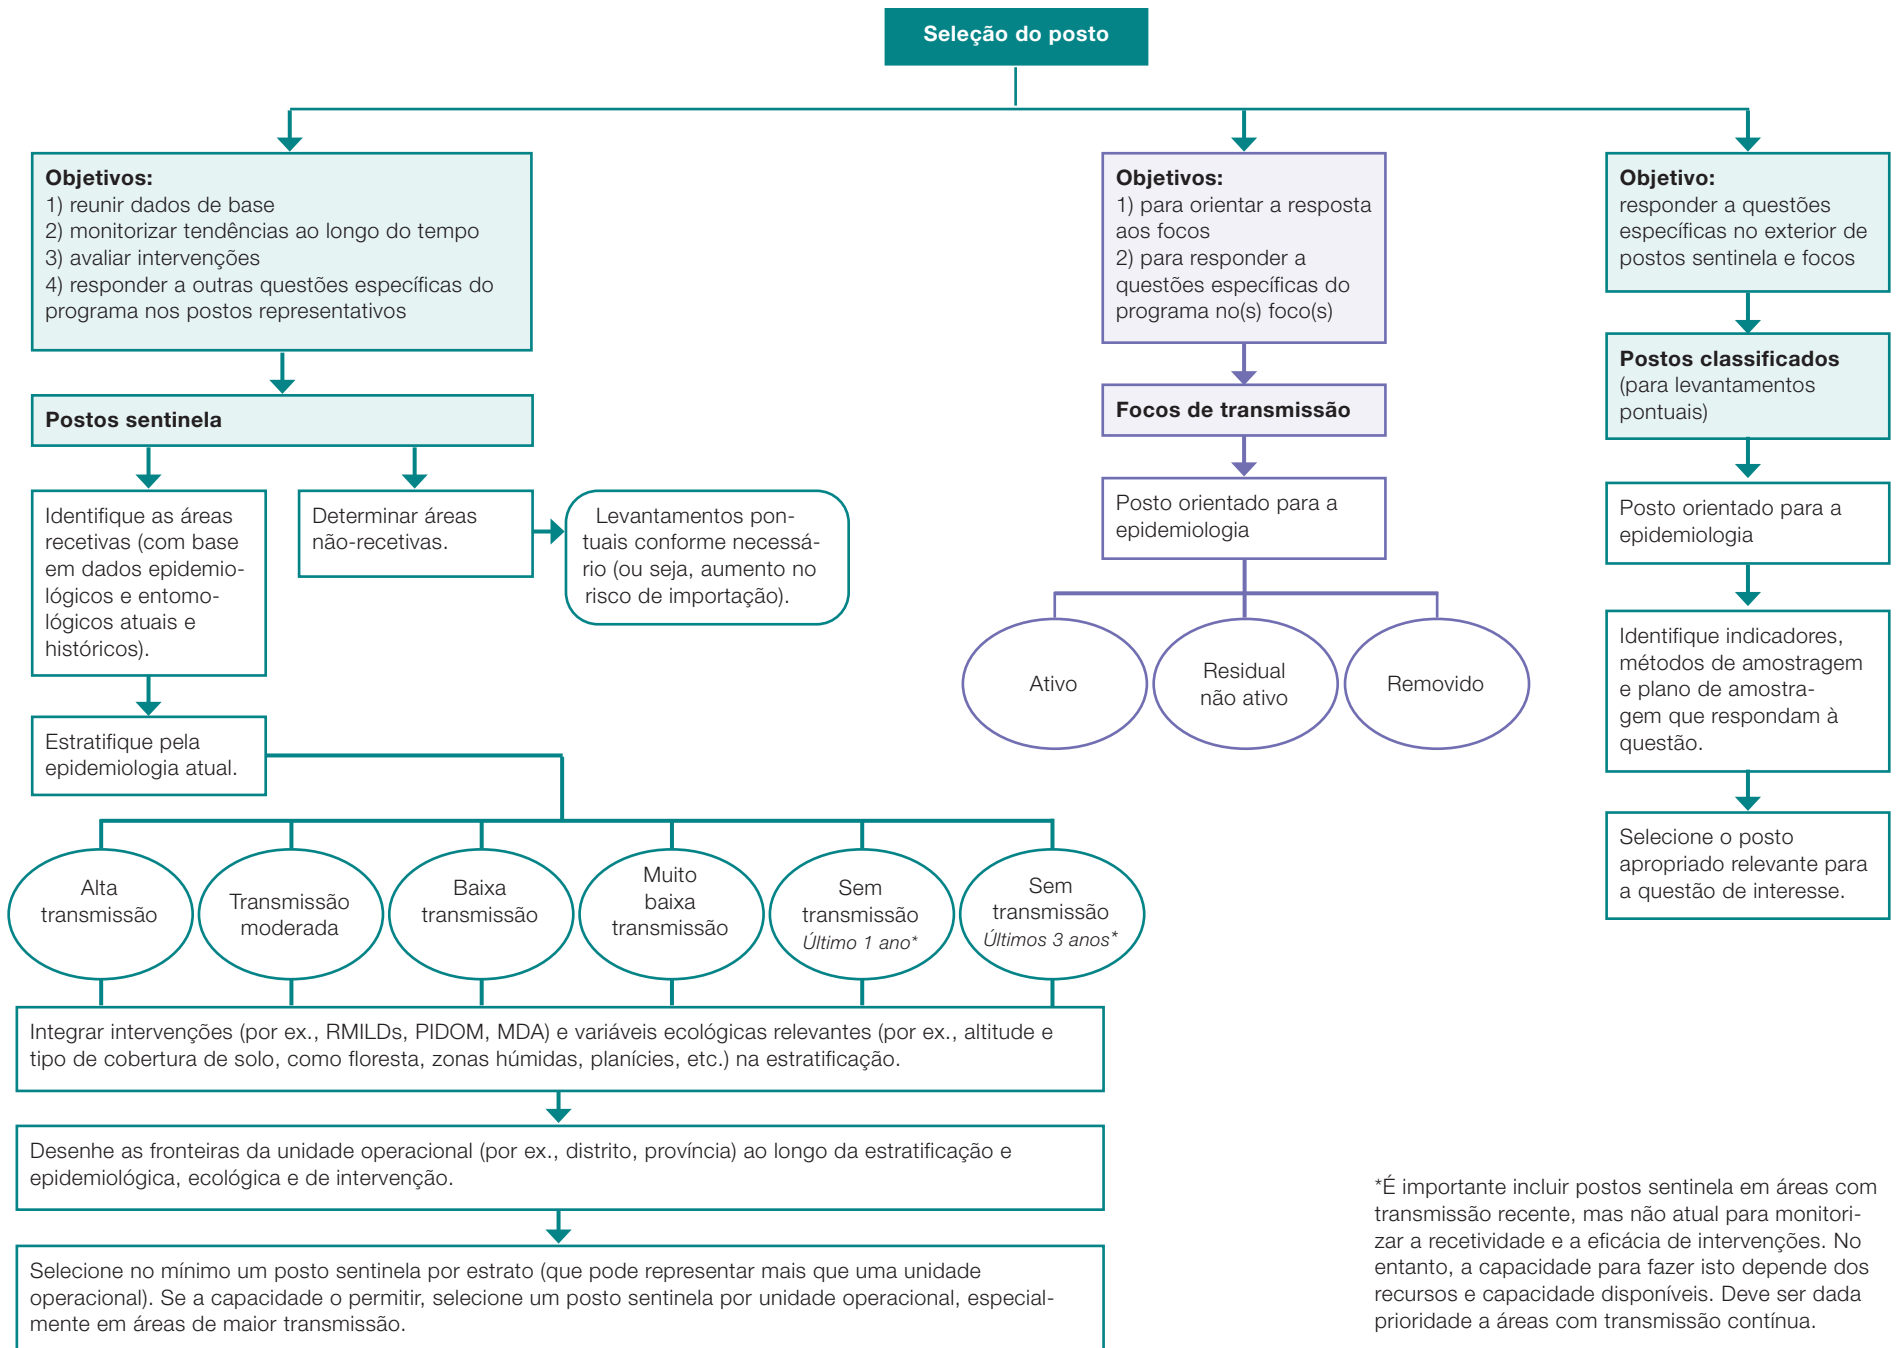 Seleção do posto
Objetivos:
1) reunir dados de base
2) monitorizar tendências ao longo do tempo
3) avaliar intervenções
4) responder a outras questões específicas do
programa nos postos representativos
Postos sentinela
Identifique as áreas
recetivas (com base
em dados epidemio-
lógicos e entomo-
lógicos atuais e
históricos).
Determinar áreas
não-recetivas.
Levantamentos pon-
tuais conforme necessá-
rio (ou seja, aumento no
risco de importação).
Estratifique pela
epidemiologia atual.
Alta
transmissão
Transmissão
moderada
Baixa
transmissão
Muito
baixa
transmissão
Sem
transmissão
Último 1 ano*
Sem
transmissão
Últimos 3 anos*
Integrar intervenções (por ex., RMILDs, PIDOM, MDA) e variáveis ecológicas relevantes (por ex., altitude e
tipo de cobertura de solo, como floresta, zonas húmidas, planícies, etc.) na estratificação.
Desenhe as fronteiras da unidade operacional (por ex., distrito, província) ao longo da estratificação e
epidemiológica, ecológica e de intervenção.
Selecione no mínimo um posto sentinela por estrato (que pode representar mais que uma unidade
operacional). Se a capacidade o permitir, selecione um posto sentinela por unidade operacional, especial-
mente em áreas de maior transmissão.
Objetivos:
1) para orientar a resposta
aos focos
2) para responder a
questões específicas do
programa no(s) foco(s)
Focos de transmissão
Posto orientado para a
epidemiologia
Ativo
Residual
não ativo
Removido
Objetivo:
responder a questões
específicas no exterior de
postos sentinela e focos
Postos classificados
(para levantamentos
pontuais)
Posto orientado para a
epidemiologia
Identifique indicadores,
métodos de amostragem
e plano de amostra-
gem que respondam à
questão.
Selecione o posto
apropriado relevante para
a questão de interesse.
*É importante incluir postos sentinela em áreas com
transmissão recente, mas não atual para monitori-
zar a recetividade e a eficácia de intervenções. No
entanto, a capacidade para fazer isto depende dos
recursos e capacidade disponíveis. Deve ser dada
prioridade a áreas com transmissão contínua.